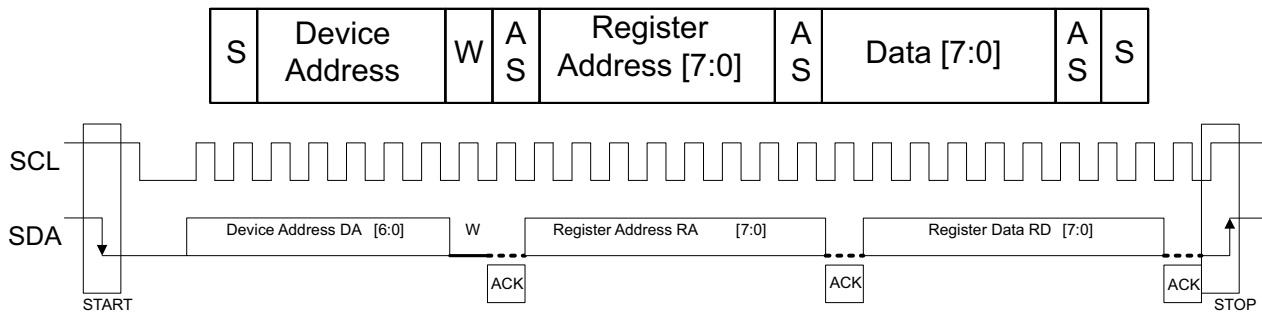 S
Device
Address
W
A
S
Register
Address [7:0]
A
S
Data [7:0]
A
S
S
SCL
SDA
Device Address DA [6:0]
W
Register Address RA [7:0]
Register Data RD [7:0]
ACK
ACK
ACK
START
STOP